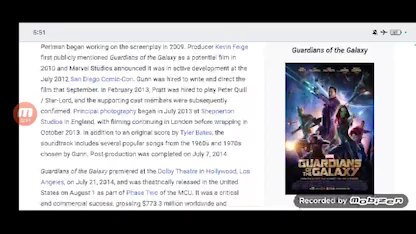 5:51
Perlman began working on the screenplay in 2009. Producer Kevin Feige
first publicly mentioned Guardians of the Galaxy as a potential film in
2010 and Marvel Studios announced it was in active development at the
July 2012 San Diego Comic-Con. Gunn was hired to write and direct the
film that September. In February 2013, Pratt was hired to play Peter Quill
/ Star-Lord, and the supporting cast members were subsequently
confirmed. Principal photography began in July 2013 at Shepperton
Studios in England, with filming continuing in London before wrapping in
October 2013. In addition to an original score by Tyler Bates, the
soundtrack includes several popular songs from the 1960s and 1970s
chosen by Gunn. Post-production was completed on July 7, 2014.
Guardians of the Galaxy premiered at the Dolby Theatre in Hollywood, Los
Angeles, on July 21, 2014, and was theatrically released in the United
States on August 1 as part of Phase Two of the MCU. It was a critical
and commercial success, grossing $773.3 million worldwide and
Guardians of the Galaxy
GUARDIANS
OF THE GALAXY
Recorded by Mobizen